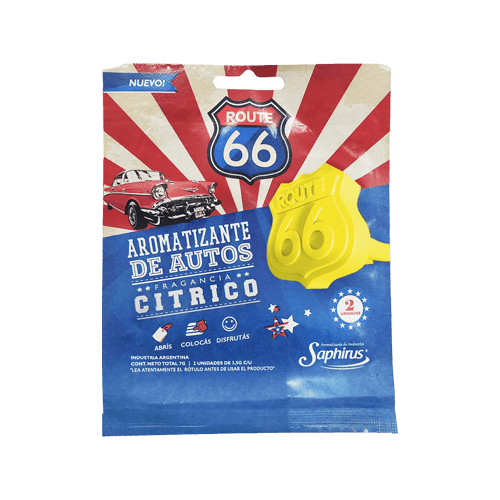 NUEVO!
ROUTE
66
ROUTE
66
AROMATIZANTE
DE AUTOS
FRAGANCIA
CITRICO
2
UNIDADES
ABRÍS
COLOCÁS
DISFRUTÁS
Aromatizante de Ambientes
Saphirus
INDUSTRIA ARGENTINA
CONT. NETO TOTAL 7G | 2 UNIDADES DE 3,5G C/U
"LEA ATENTAMENTE EL RÓTULO ANTES DE USAR EL PRODUCTO"